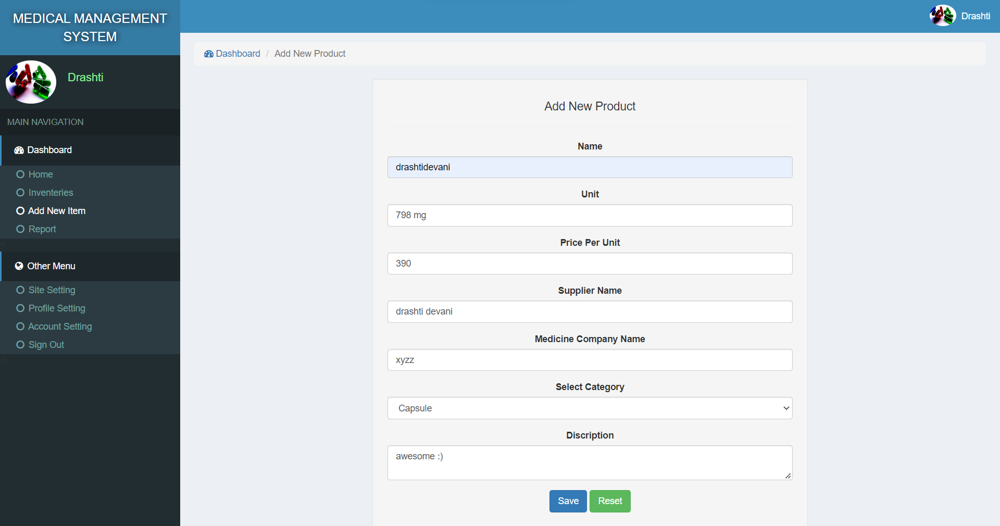 MEDICAL MANAGEMENT
SYSTEM
Drashti
Drashti
MAIN NAVIGATION
Dashboard
Home
Inventeries
Add New Item
Report
<
Other Menu
Site Setting
Profile Setting
Account Setting
Sign Out
<
Dashboard / Add New Product
Add New Product
Name
drashtidevani
Unit
798 mg
Price Per Unit
390
Supplier Name
drashti devani
Medicine Company Name
xyzz
Select Category
Capsule
Discription
awesome :)
Save Reset